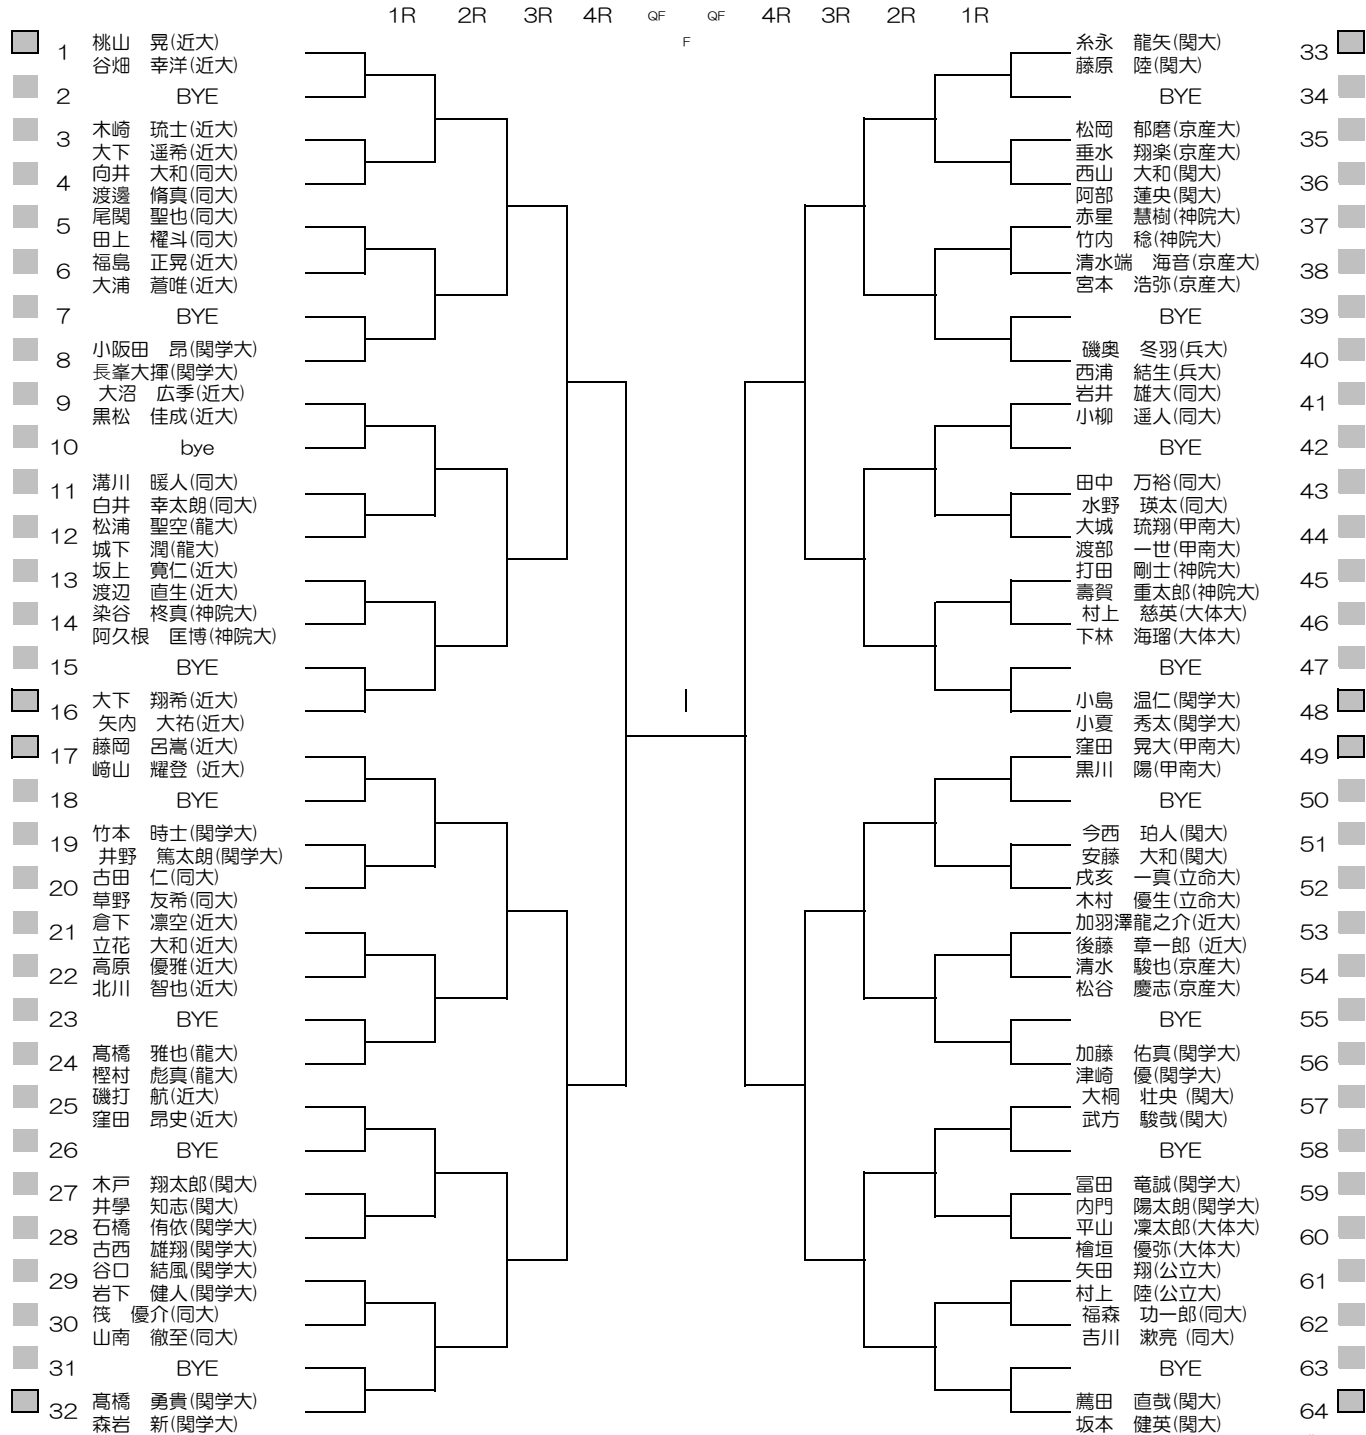 1R 2R 3R 4R QF QF 4R 3R 2R 1R
F
1 桃山 晃(近大)
谷畑 幸洋(近大)
2 BYE
3 木崎 琉士(近大)
大下 遥希(近大)
4 向井 大和(同大)
渡邊 脩真(同大)
5 尾関 聖也(同大)
田上 櫂斗(同大)
6 福島 正晃(近大)
大浦 蒼唯(近大)
7 BYE
8 小阪田 昂(関学大)
長峯大揮(関学大)
9 大沼 広季(近大)
黒松 佳成(近大)
10 bye
11 溝川 暖人(同大)
白井 幸太朗(同大)
12 松浦 聖空(龍大)
城下 潤(龍大)
13 坂上 寛仁(近大)
渡辺 直生(近大)
14 染谷 柊真(神院大)
阿久根 匡博(神院大)
15 BYE
16 大下 翔希(近大)
矢内 大祐(近大)
17 藤岡 呂嵩(近大)
﨑山 耀登 (近大)
18 BYE
19 竹本 時士(関学大)
井野 篤太朗(関学大)
20 古田 仁(同大)
草野 友希(同大)
21 倉下 凛空(近大)
立花 大和(近大)
22 高原 優雅(近大)
北川 智也(近大)
23 BYE
24 髙橋 雅也(龍大)
樫村 彪真(龍大)
25 磯打 航(近大)
窪田 昂史(近大)
26 BYE
27 木戸 翔太郎(関大)
井學 知志(関大)
28 石橋 侑依(関学大)
古西 雄翔(関学大)
29 谷口 結風(関学大)
岩下 健人(関学大)
30 筏 優介(同大)
山南 徹至(同大)
31 BYE
32 髙橋 勇貴(関学大)
森岩 新(関学大)
糸永 龍矢(関大) 33
藤原 陸(関大)
BYE 34
松岡 郁磨(京産大) 35
垂水 翔楽(京産大)
西山 大和(関大) 36
阿部 蓮央(関大)
赤星 慧樹(神院大) 37
竹内 稔(神院大)
清水端 海音(京産大) 38
宮本 浩弥(京産大)
BYE 39
磯奥 冬羽(兵大) 40
西浦 結生(兵大)
岩井 雄大(同大) 41
小柳 遥人(同大)
BYE 42
田中 万裕(同大) 43
水野 瑛太(同大)
大城 琉翔(甲南大) 44
渡部 一世(甲南大)
打田 剛士(神院大) 45
壽賀 重太郎(神院大)
村上 慈英(大体大) 46
下林 海瑠(大体大)
BYE 47
小島 温仁(関学大) 48
小夏 秀太(関学大)
窪田 晃大(甲南大) 49
黒川 陽(甲南大)
BYE 50
今西 珀人(関大) 51
安藤 大和(関大)
戌亥 一真(立命大) 52
木村 優生(立命大)
加羽澤龍之介(近大) 53
後藤 章一郎 (近大)
清水 駿也(京産大) 54
松谷 慶志(京産大)
BYE 55
加藤 佑真(関学大) 56
津崎 優(関学大)
大桐 壮央 (関大) 57
武方 駿哉(関大)
BYE 58
冨田 竜誠(関学大) 59
内門 陽太朗(関学大)
平山 凜太郎(大体大) 60
檜垣 優弥(大体大)
矢田 翔(公立大) 61
村上 陸(公立大)
福森 功一郎(同大) 62
吉川 漱亮 (同大)
BYE 63
薦田 直哉(関大) 64
坂本 健英(関大)